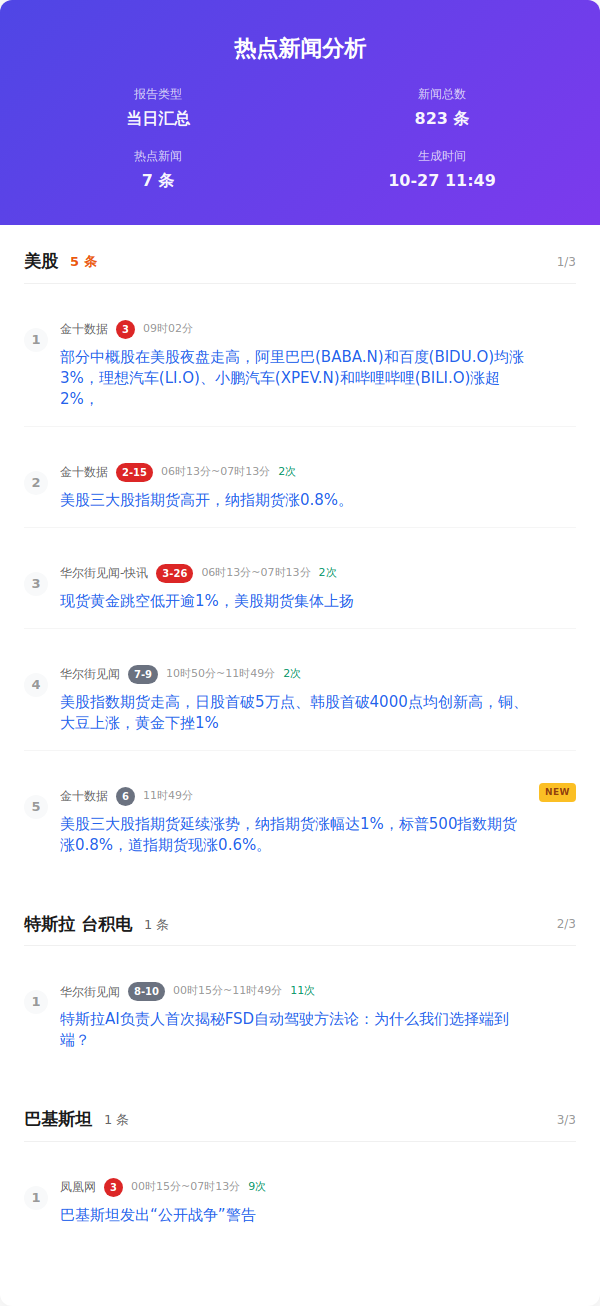 热点新闻分析
报告类型
新闻总数
当日汇总
823 条
热点新闻
生成时间
7 条
10-27 11:49
美股 5 条 1/3
1 金十数据 3 09时02分
部分中概股在美股夜盘走高，阿里巴巴(BABA.N)和百度(BIDU.O)均涨
3%，理想汽车(LI.O)、小鹏汽车(XPEV.N)和哔哩哔哩(BILI.O)涨超
2%，
2 金十数据 2-15 06时13分~07时13分 2次
美股三大股指期货高开，纳指期货涨0.8%。
3 华尔街见闻-快讯 3-26 06时13分~07时13分 2次
现货黄金跳空低开逾1%，美股期货集体上扬
4 华尔街见闻 7-9 10时50分~11时49分 2次
美股指数期货走高，日股首破5万点、韩股首破4000点均创新高，铜、
大豆上涨，黄金下挫1%
5 金十数据 6 11时49分 NEW
美股三大股指期货延续涨势，纳指期货涨幅达1%，标普500指数期货
涨0.8%，道指期货现涨0.6%。
特斯拉 台积电 1 条 2/3
1 华尔街见闻 8-10 00时15分~11时49分 11次
特斯拉AI负责人首次揭秘FSD自动驾驶方法论：为什么我们选择端到
端？
巴基斯坦 1 条 3/3
1 凤凰网 3 00时15分~07时13分 9次
巴基斯坦发出“公开战争”警告